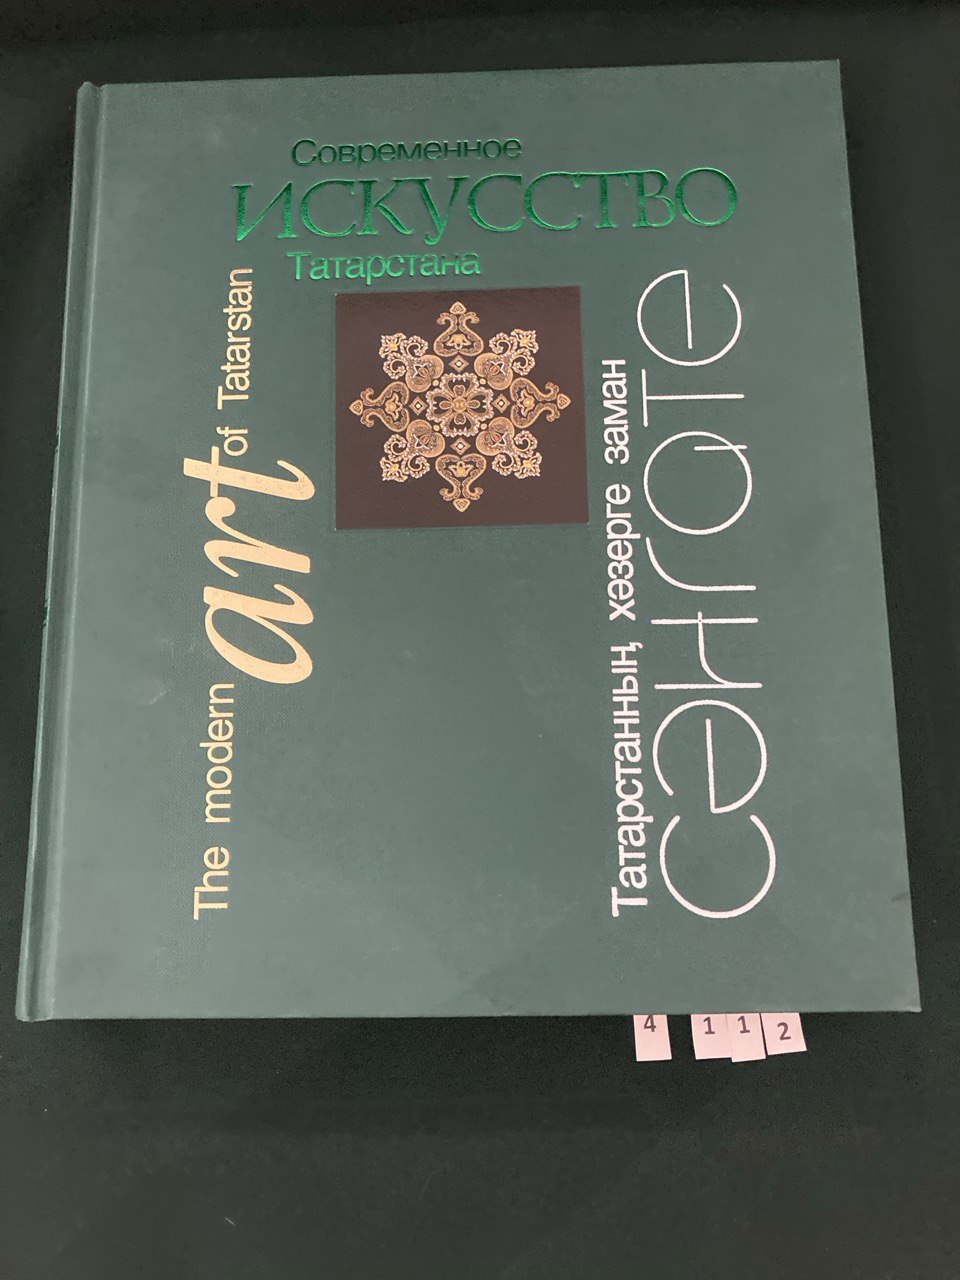 Современное
ИСКУССТВО
Татарстана
The modern art of Tatarstan
Татарстанның хәзерге заман
сәнгате
4
1
1
2